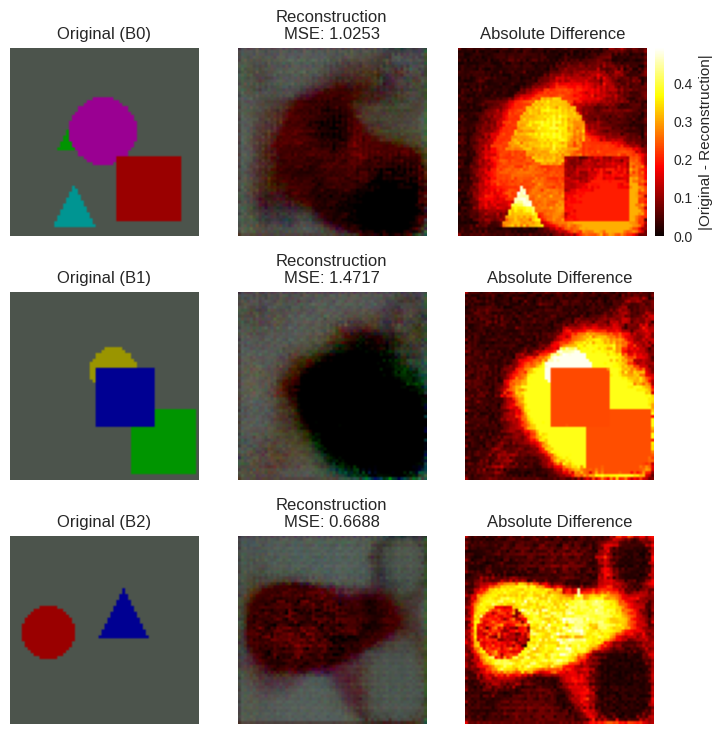 Original (B0)
Reconstruction
MSE: 1.0253
Absolute Difference
0.4
0.3
0.2
0.1
0.0
|Original - Reconstruction|
Original (B1)
Reconstruction
MSE: 1.4717
Absolute Difference
Original (B2)
Reconstruction
MSE: 0.6688
Absolute Difference